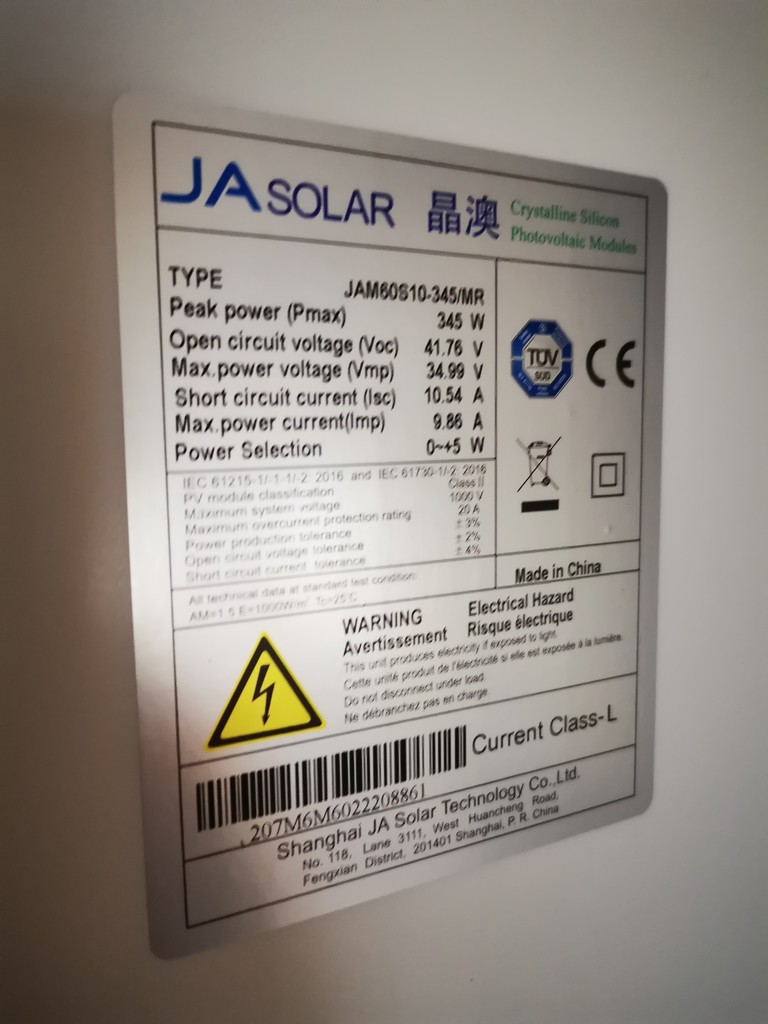 JA SOLAR 晶澳 Crystalline Silicon
Photovoltaic Modules
TYPE JAM60S10-345/MR
Peak power (Pmax) 345 W
Open circuit voltage (Voc) 41.76 V
Max.power voltage (Vmp) 34.99 V
Short circuit current (Isc) 10.54 A
Max.power current(Imp) 9.86 A
Power Selection 0~+5 W
TÜV
SÜD
CE
IEC 61215-1/-1-1/-2: 2016 and IEC 61730-1/-2: 2016
PV module classification Class II
Maximum system voltage 1000 V
Maximum overcurrent protection rating 20 A
Power production tolerance ± 3%
Open circuit voltage tolerance ± 2%
Short circuit current tolerance ± 4%
All technical data at standard test condition:
AM=1.5 E=1000W/m² Tc=25°C
Made in China
WARNING Electrical Hazard
Avertissement Risque électrique
This unit produces electricity if exposed to light.
Cette unité produit de l'électricité si elle est exposée à la lumière.
Do not disconnect under load.
Ne débranchez pas en charge.
Current Class-L
207M6M6022208861
Shanghai JA Solar Technology Co.,Ltd.
No. 118, Lane 3111, West Huancheng Road,
Fengxian District, 201401 Shanghai, P. R. China